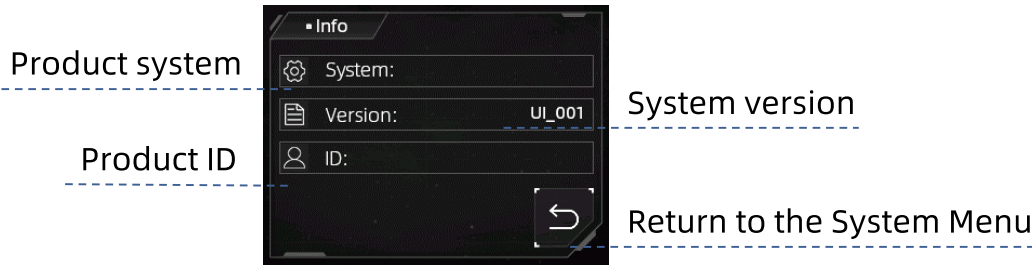 Info
Product system
System:
Version: UI_001
System version
Product ID
ID:
Return to the System Menu